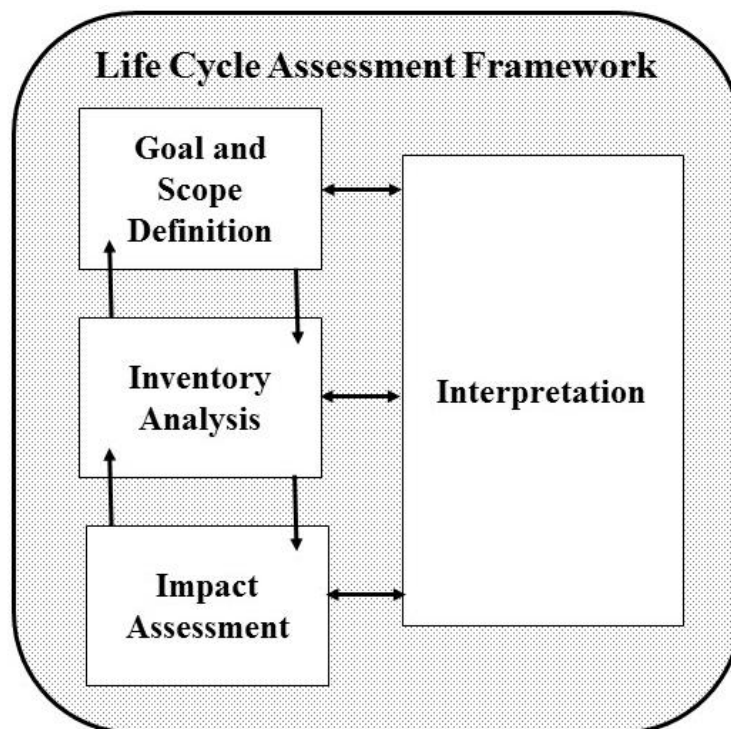 Life Cycle Assessment Framework
Goal and
Scope
Definition
Inventory
Analysis
Interpretation
Impact
Assessment